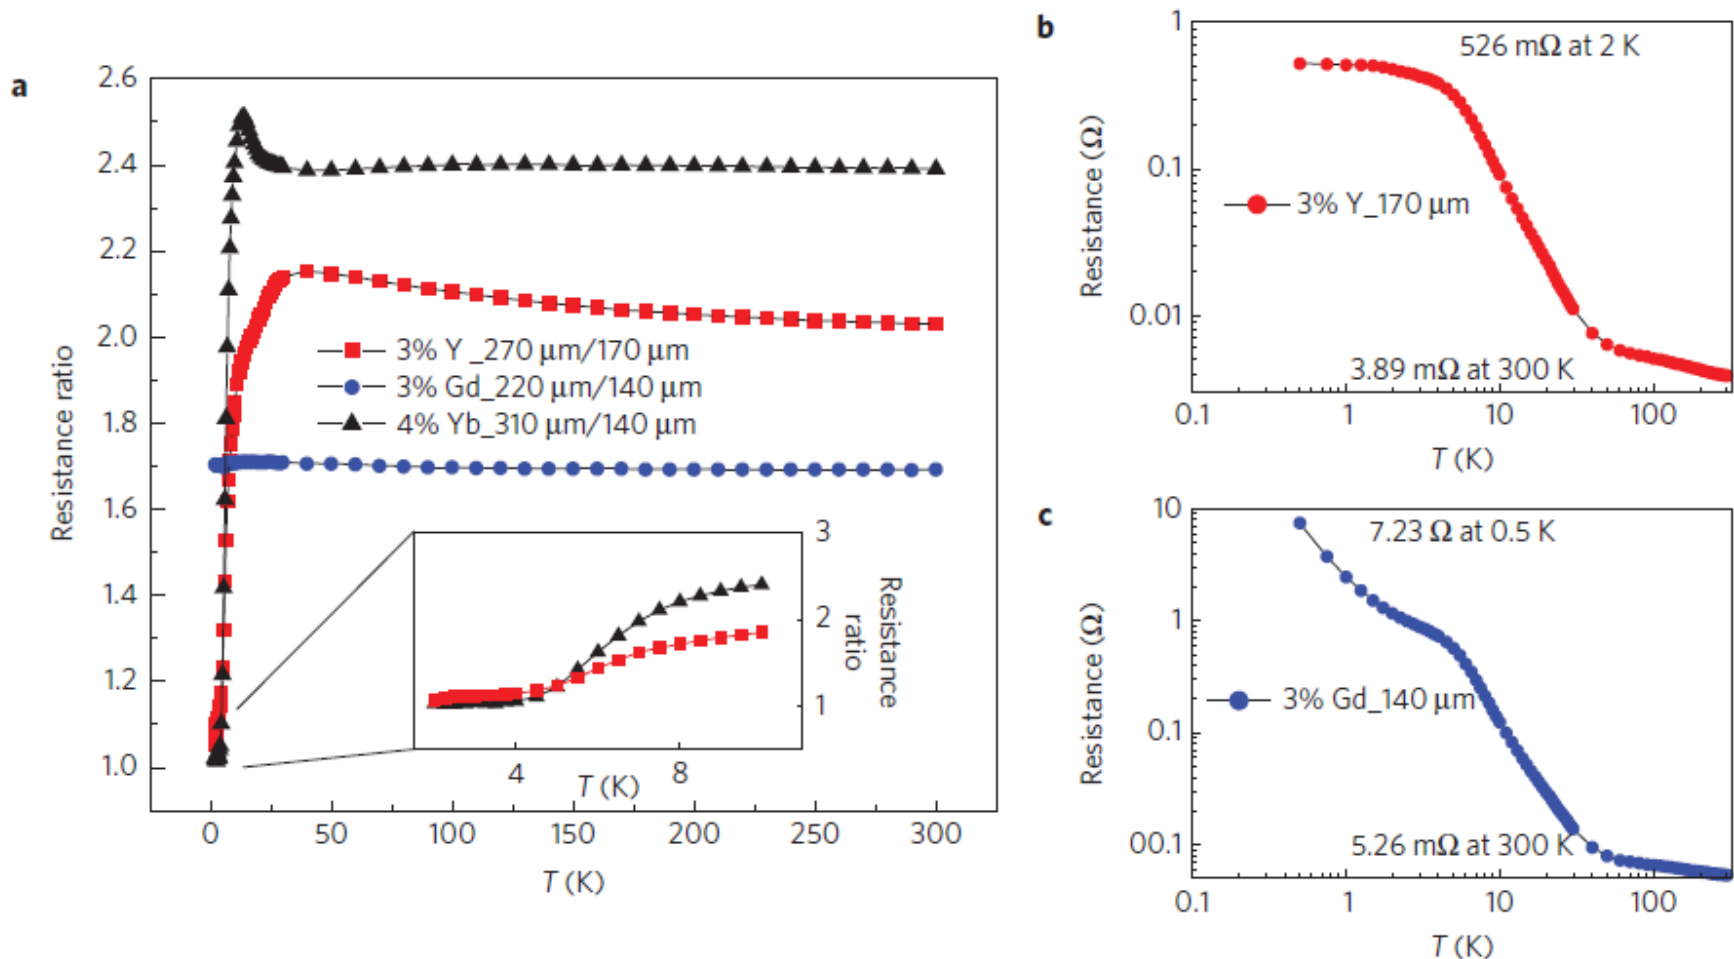 a
Resistance ratio
2.6
2.4
2.2
2.0
1.8
1.6
1.4
1.2
1.0
3% Y _270 μm/170 μm
3% Gd_220 μm/140 μm
4% Yb_310 μm/140 μm
3
2
1
Resistance
ratio
4
8
T (K)
0
50
100
150
200
250
300
T (K)
b
Resistance (Ω)
1
0.1
0.01
526 mΩ at 2 K
3% Y_170 μm
3.89 mΩ at 300 K
0.1
1
10
100
T (K)
c
Resistance (Ω)
10
1
0.1
00.1
7.23 Ω at 0.5 K
3% Gd_140 μm
5.26 mΩ at 300 K
0.1
1
10
100
T (K)